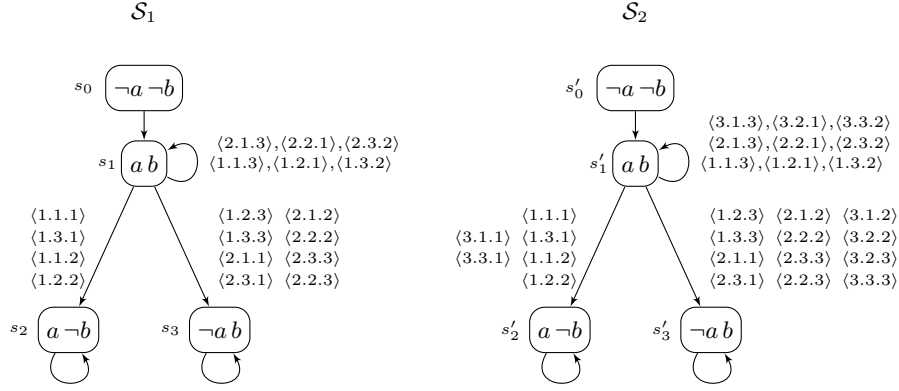 𝒮₁ 𝒮₂
s₀ ¬a ¬b s′₀ ¬a ¬b
⟨3.1.3⟩,⟨3.2.1⟩,⟨3.3.2⟩
⟨2.1.3⟩,⟨2.2.1⟩,⟨2.3.2⟩ ⟨2.1.3⟩,⟨2.2.1⟩,⟨2.3.2⟩
s₁ a b ⟨1.1.3⟩,⟨1.2.1⟩,⟨1.3.2⟩ s′₁ a b ⟨1.1.3⟩,⟨1.2.1⟩,⟨1.3.2⟩
⟨1.1.1⟩ ⟨1.2.3⟩ ⟨2.1.2⟩ ⟨1.1.1⟩ ⟨1.2.3⟩ ⟨2.1.2⟩ ⟨3.1.2⟩
⟨1.3.1⟩ ⟨1.3.3⟩ ⟨2.2.2⟩ ⟨3.1.1⟩ ⟨1.3.1⟩ ⟨1.3.3⟩ ⟨2.2.2⟩ ⟨3.2.2⟩
⟨1.1.2⟩ ⟨2.1.1⟩ ⟨2.3.3⟩ ⟨3.3.1⟩ ⟨1.1.2⟩ ⟨2.1.1⟩ ⟨2.3.3⟩ ⟨3.2.3⟩
⟨1.2.2⟩ ⟨2.3.1⟩ ⟨2.2.3⟩ ⟨1.2.2⟩ ⟨2.3.1⟩ ⟨2.2.3⟩ ⟨3.3.3⟩
s₂ a ¬b s₃ ¬a b s′₂ a ¬b s′₃ ¬a b